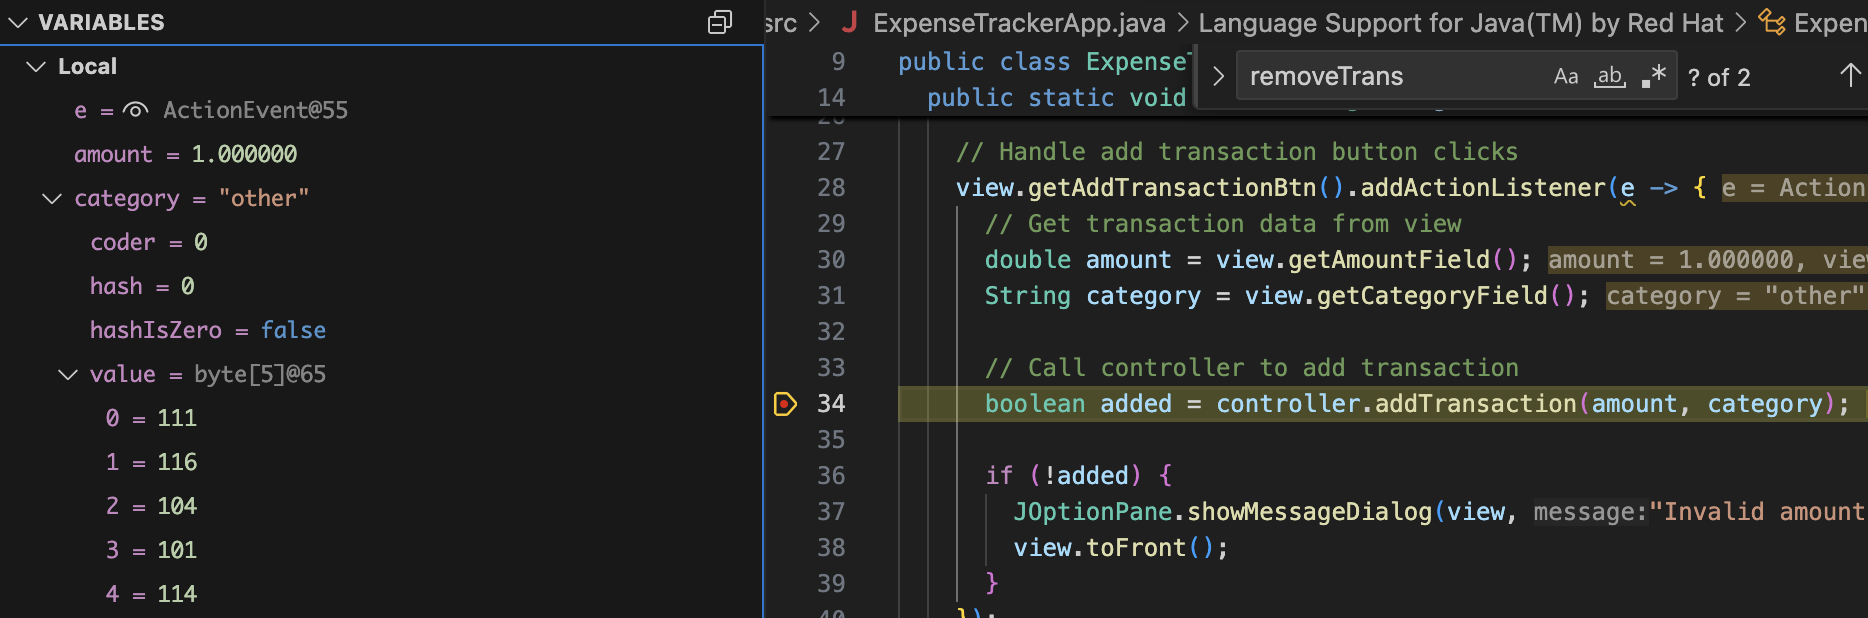 VARIABLES
Local
e = ActionEvent@55
amount = 1.000000
category = "other"
coder = 0
hash = 0
hashIsZero = false
value = byte[5]@65
0 = 111
1 = 116
2 = 104
3 = 101
4 = 114
src > J ExpenseTrackerApp.java > Language Support for Java(TM) by Red Hat > Expen
9 public class Expense
14 public static void
removeTrans Aa ab .* ? of 2
27 // Handle add transaction button clicks
28 view.getAddTransactionBtn().addActionListener(e -> { e = Action
29 // Get transaction data from view
30 double amount = view.getAmountField(); amount = 1.000000, vie
31 String category = view.getCategoryField(); category = "other"
32
33 // Call controller to add transaction
34 boolean added = controller.addTransaction(amount, category);
35
36 if (!added) {
37 JOptionPane.showMessageDialog(view, message:"Invalid amount
38 view.toFront();
39 }
40 });